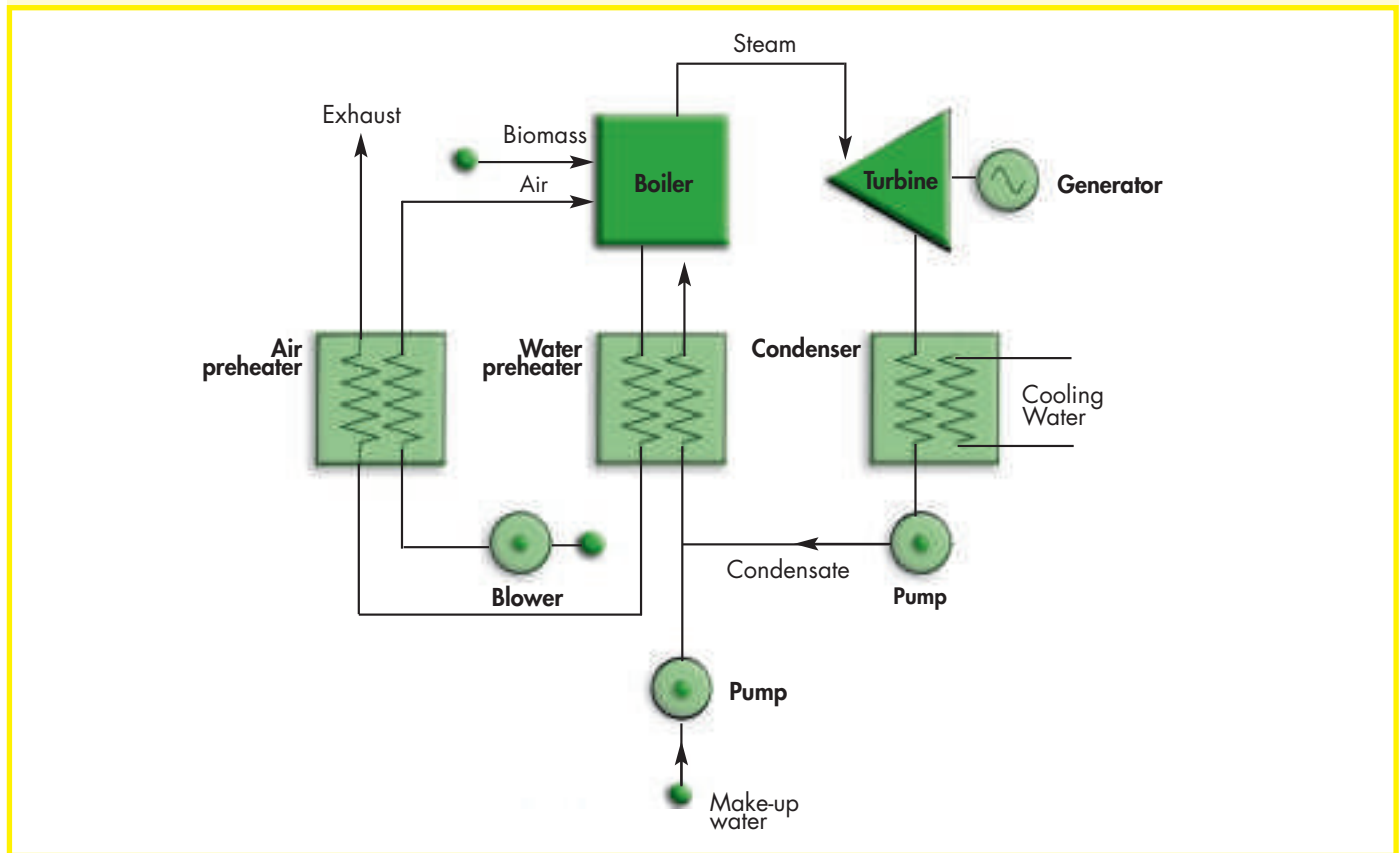 Steam
Exhaust
Biomass
Air
Boiler
Turbine
Generator
Air
preheater
Water
preheater
Condenser
Cooling
Water
Blower
Condensate
Pump
Pump
Make-up
water